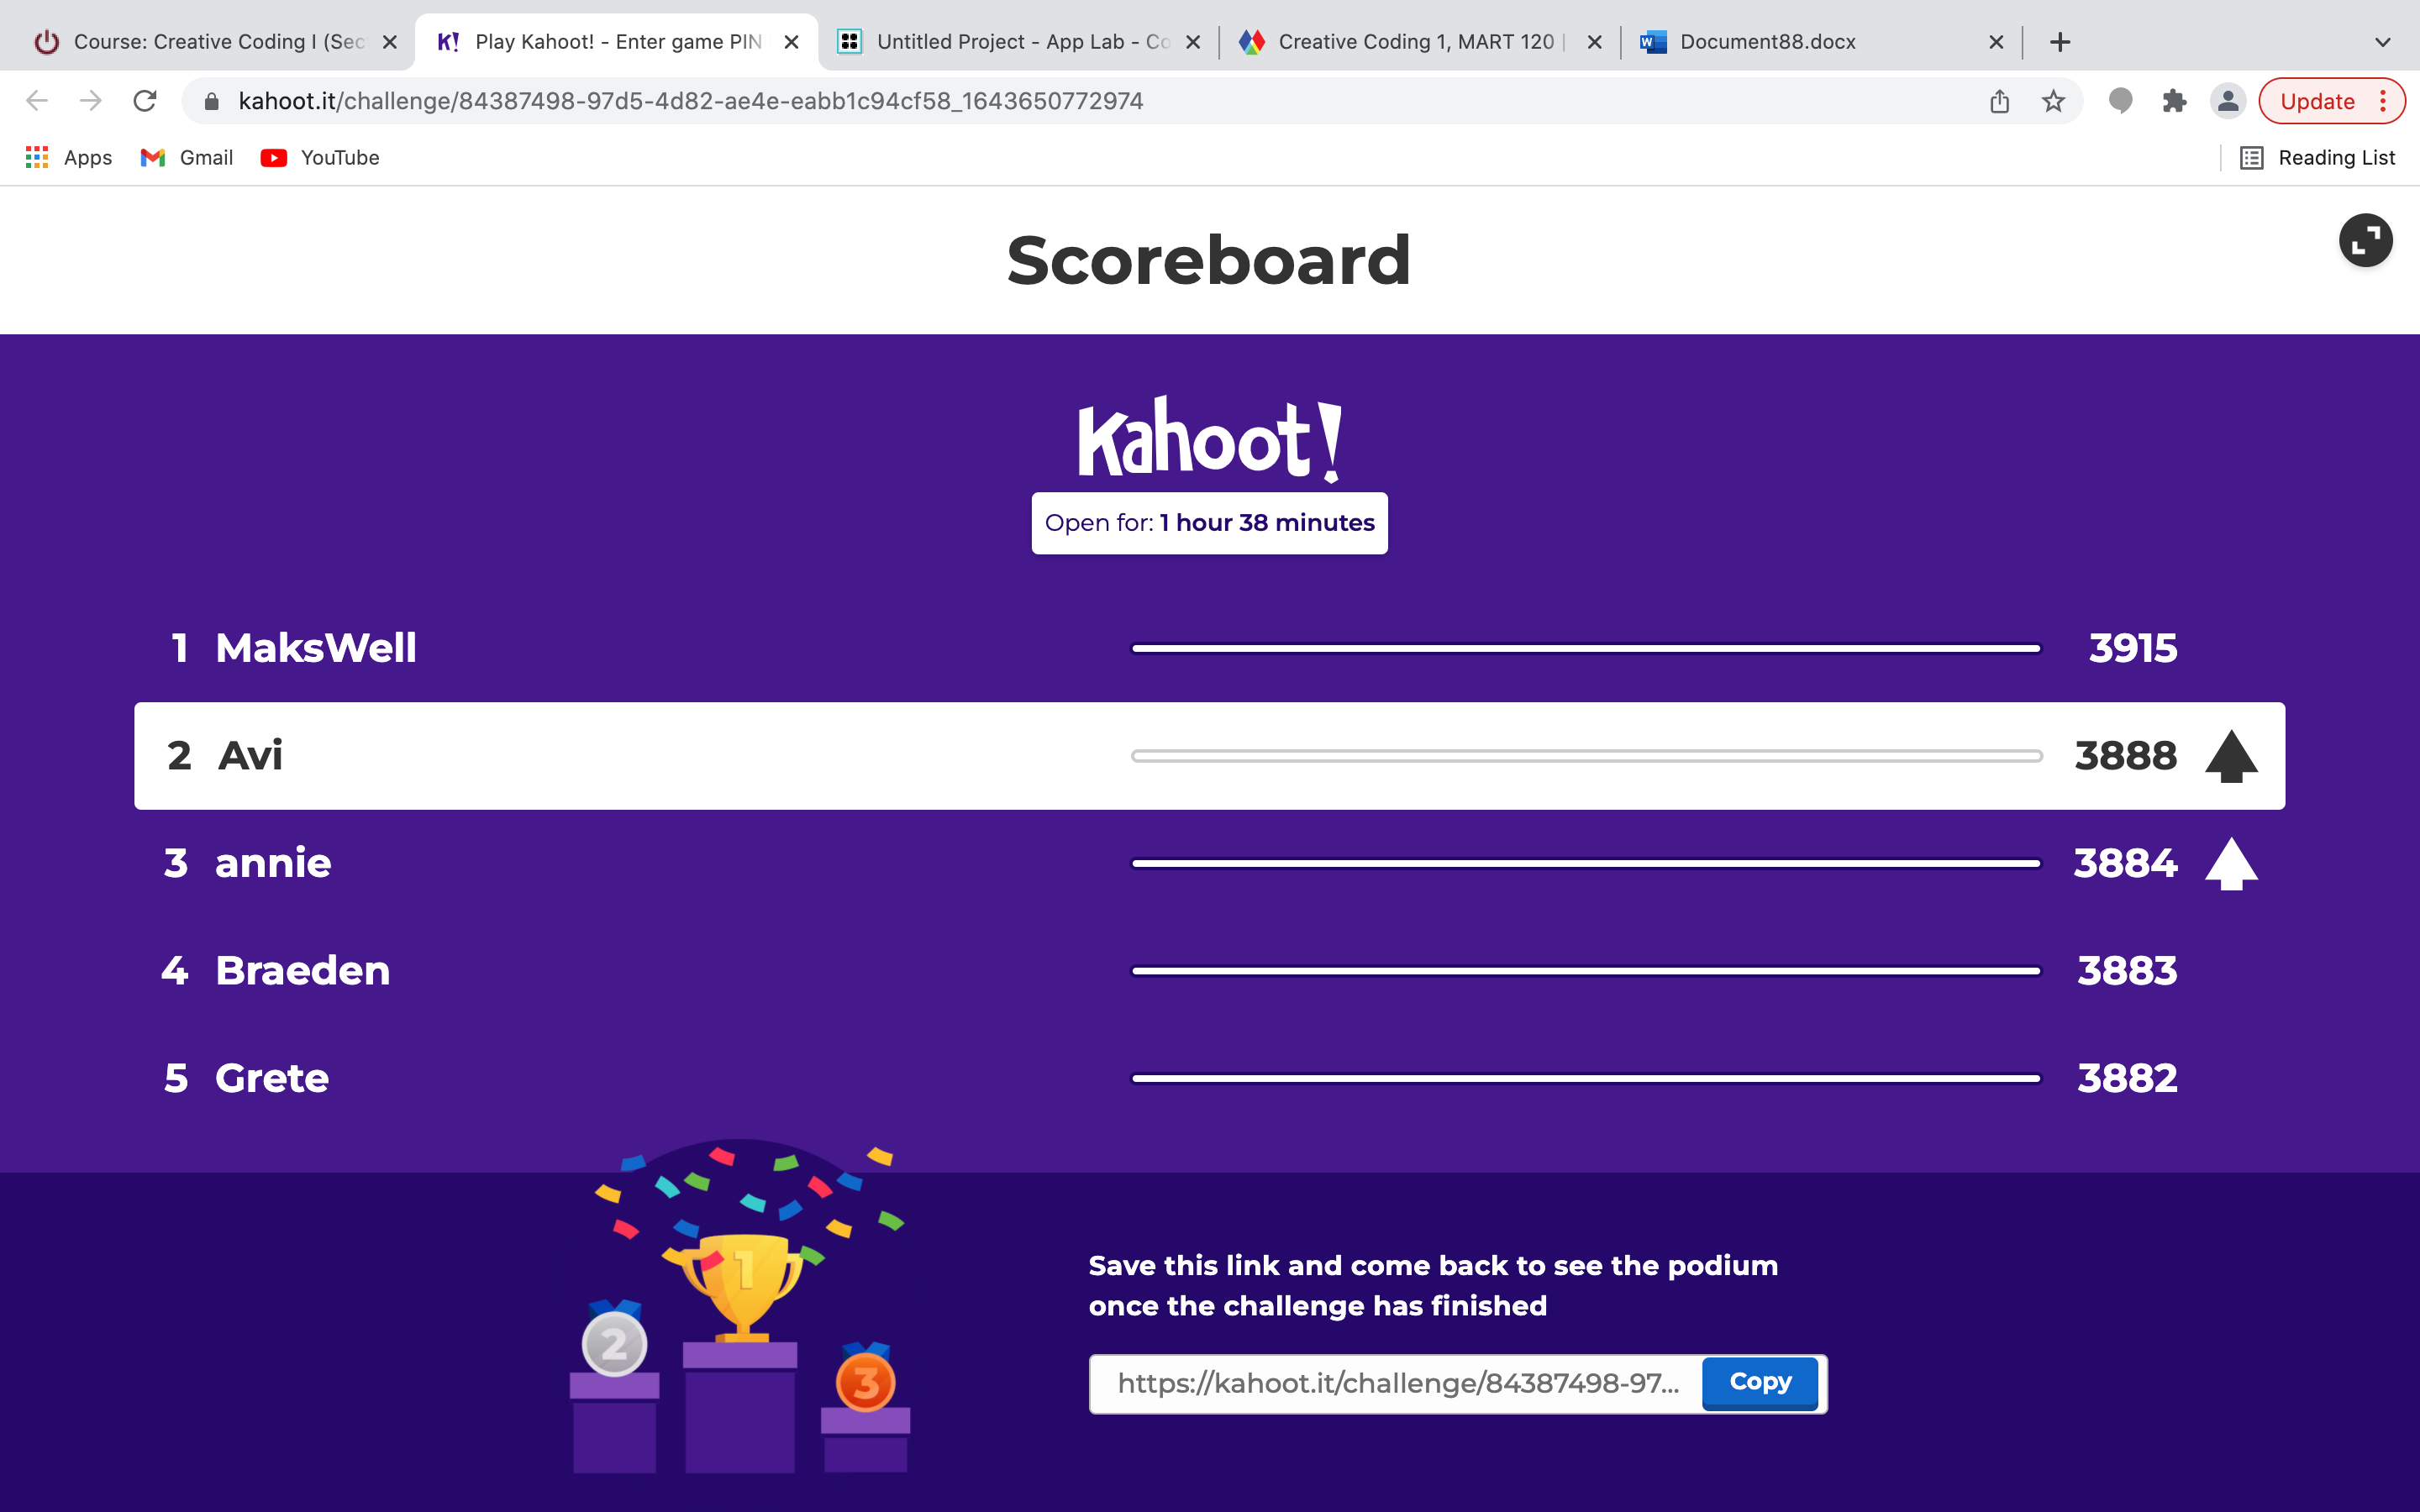 Course: Creative Coding I (Sec
Play Kahoot! - Enter game PIN
Untitled Project - App Lab - Co
Creative Coding 1, MART 120 |
Document88.docx
kahoot.it/challenge/84387498-97d5-4d82-ae4e-eabb1c94cf58_1643650772974
Update
Apps
Gmail
YouTube
Reading List
Scoreboard
Kahoot!
Open for: 1 hour 38 minutes
1 MaksWell 3915
2 Avi 3888
3 annie 3884
4 Braeden 3883
5 Grete 3882
1
2
3
Save this link and come back to see the podium
once the challenge has finished
https://kahoot.it/challenge/84387498-97...
Copy